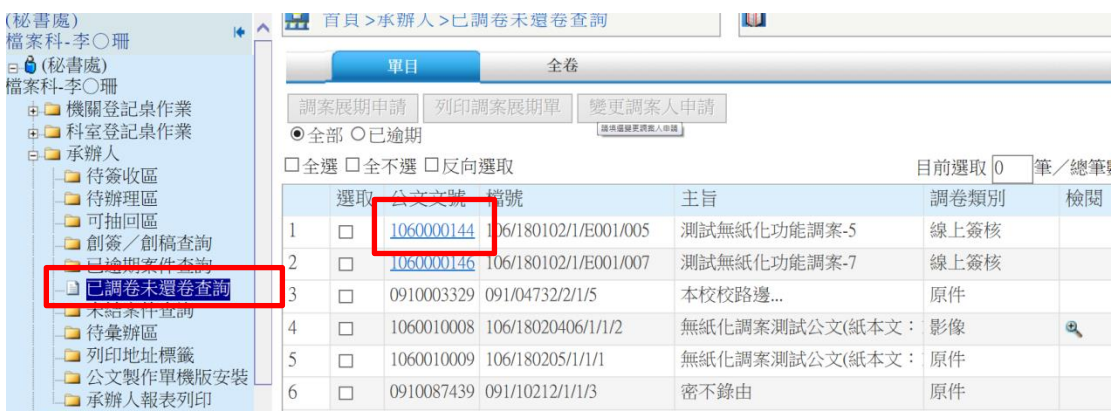 (秘書處)
檔案科-李○珊
(秘書處)
檔案科-李○珊
機關登記桌作業
科室登記桌作業
承辦人
待簽收區
待辦理區
可抽回區
創簽／創稿查詢
已逾期案件查詢
已調卷未還卷查詢
未結案件查詢
待彙辦區
列印地址標籤
公文製作單機版安裝
承辦人報表列印
首頁>承辦人>已調卷未還卷查詢
單目 全卷
調案展期申請 列印調案展期單 變更調案人申請
請挑選變更調案人申請
全部 已逾期
全選 全不選 反向選取 目前選取 0 筆／總筆數
選取 公文文號 檔號 主旨 調卷類別 檢閱
1 1060000144 106/180102/1/E001/005 測試無紙化功能調案-5 線上簽核
2 1060000146 106/180102/1/E001/007 測試無紙化功能調案-7 線上簽核
3 0910003329 091/04732/2/1/5 本校校路邊... 原件
4 1060010008 106/18020406/1/1/2 無紙化調案測試公文(紙本文： 影像
5 1060010009 106/180205/1/1/1 無紙化調案測試公文(紙本文： 原件
6 0910087439 091/10212/1/1/3 密不錄由 原件